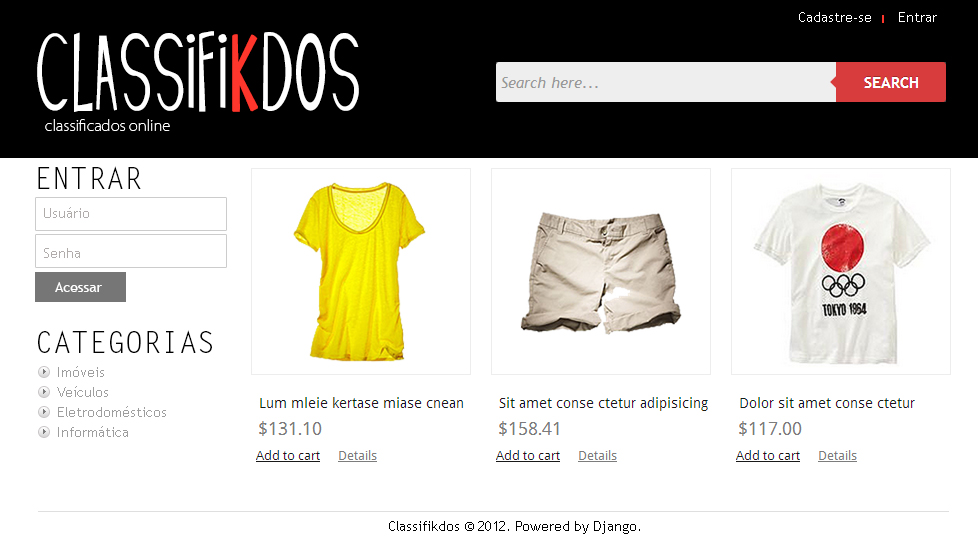 Cadastre-se | Entrar
CLASSiFiKDOS
classificados online
Search here...
SEARCH
ENTRAR
Usuário
Senha
Acessar
CATEGORIAS
Imóveis
Veículos
Eletrodomésticos
Informática
TOKYO 1964
Lum mleie kertase miase cnean
$131.10
Add to cart Details
Sit amet conse ctetur adipisicing
$158.41
Add to cart Details
Dolor sit amet conse ctetur
$117.00
Add to cart Details
Classifikdos © 2012. Powered by Django.